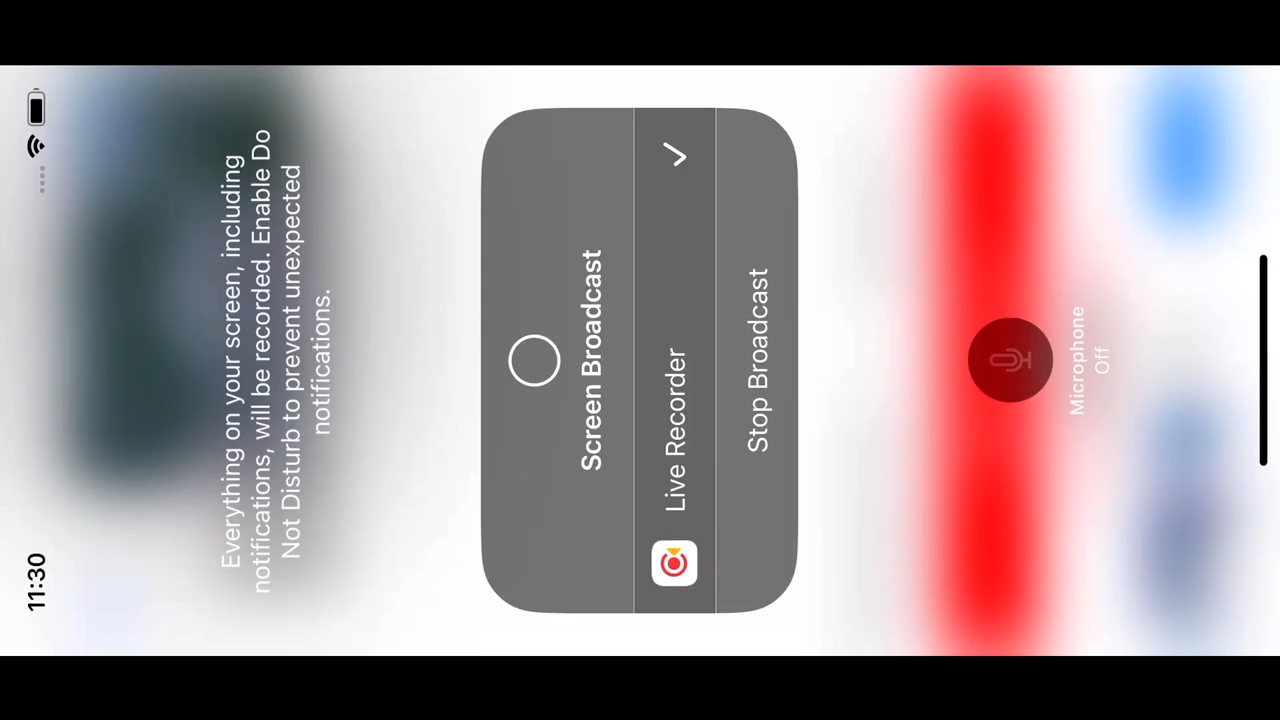 11:30
Everything on your screen, including
notifications, will be recorded. Enable Do
Not Disturb to prevent unexpected
notifications.
Screen Broadcast
Live Recorder
Stop Broadcast
Microphone
Off